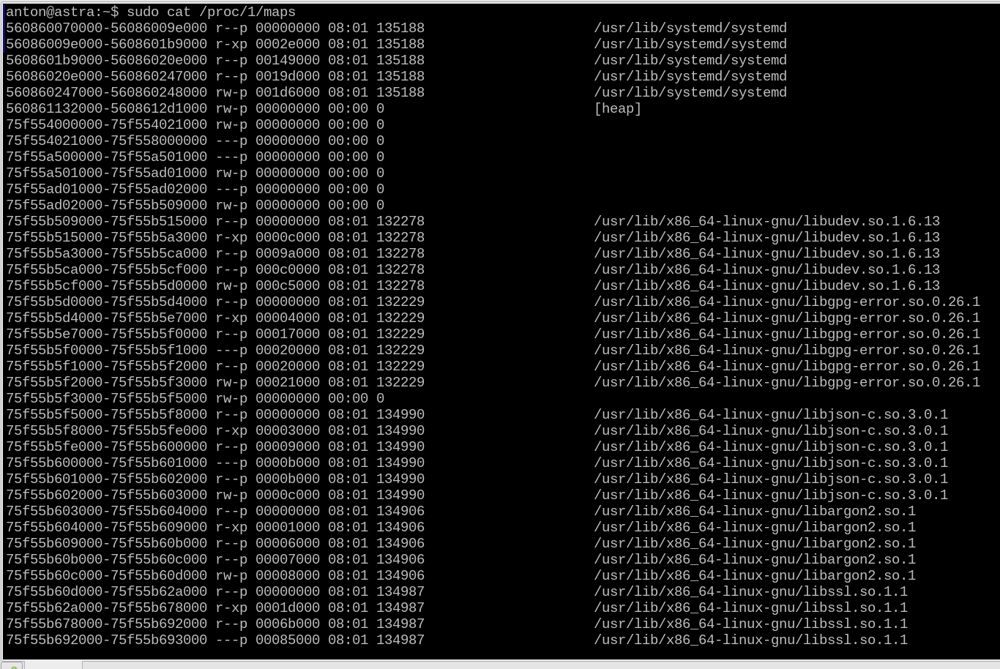 anton@astra:~$ sudo cat /proc/1/maps
560860070000-56086009e000 r--p 00000000 08:01 135188 /usr/lib/systemd/systemd
56086009e000-5608601b9000 r-xp 0002e000 08:01 135188 /usr/lib/systemd/systemd
5608601b9000-56086020e000 r--p 00149000 08:01 135188 /usr/lib/systemd/systemd
56086020e000-560860247000 r--p 0019d000 08:01 135188 /usr/lib/systemd/systemd
560860247000-560860248000 rw-p 001d6000 08:01 135188 /usr/lib/systemd/systemd
560861132000-5608612d1000 rw-p 00000000 00:00 0 [heap]
75f554000000-75f554021000 rw-p 00000000 00:00 0
75f554021000-75f558000000 ---p 00000000 00:00 0
75f55a500000-75f55a501000 ---p 00000000 00:00 0
75f55a501000-75f55ad01000 rw-p 00000000 00:00 0
75f55ad01000-75f55ad02000 ---p 00000000 00:00 0
75f55ad02000-75f55b509000 rw-p 00000000 00:00 0
75f55b509000-75f55b515000 r--p 00000000 08:01 132278 /usr/lib/x86_64-linux-gnu/libudev.so.1.6.13
75f55b515000-75f55b5a3000 r-xp 0000c000 08:01 132278 /usr/lib/x86_64-linux-gnu/libudev.so.1.6.13
75f55b5a3000-75f55b5ca000 r--p 0009a000 08:01 132278 /usr/lib/x86_64-linux-gnu/libudev.so.1.6.13
75f55b5ca000-75f55b5cf000 r--p 000c0000 08:01 132278 /usr/lib/x86_64-linux-gnu/libudev.so.1.6.13
75f55b5cf000-75f55b5d0000 rw-p 000c5000 08:01 132278 /usr/lib/x86_64-linux-gnu/libudev.so.1.6.13
75f55b5d0000-75f55b5d4000 r--p 00000000 08:01 132229 /usr/lib/x86_64-linux-gnu/libgpg-error.so.0.26.1
75f55b5d4000-75f55b5e7000 r-xp 00004000 08:01 132229 /usr/lib/x86_64-linux-gnu/libgpg-error.so.0.26.1
75f55b5e7000-75f55b5f0000 r--p 00017000 08:01 132229 /usr/lib/x86_64-linux-gnu/libgpg-error.so.0.26.1
75f55b5f0000-75f55b5f1000 ---p 00020000 08:01 132229 /usr/lib/x86_64-linux-gnu/libgpg-error.so.0.26.1
75f55b5f1000-75f55b5f2000 r--p 00020000 08:01 132229 /usr/lib/x86_64-linux-gnu/libgpg-error.so.0.26.1
75f55b5f2000-75f55b5f3000 rw-p 00021000 08:01 132229 /usr/lib/x86_64-linux-gnu/libgpg-error.so.0.26.1
75f55b5f3000-75f55b5f5000 rw-p 00000000 00:00 0
75f55b5f5000-75f55b5f8000 r--p 00000000 08:01 134990 /usr/lib/x86_64-linux-gnu/libjson-c.so.3.0.1
75f55b5f8000-75f55b5fe000 r-xp 00003000 08:01 134990 /usr/lib/x86_64-linux-gnu/libjson-c.so.3.0.1
75f55b5fe000-75f55b600000 r--p 00009000 08:01 134990 /usr/lib/x86_64-linux-gnu/libjson-c.so.3.0.1
75f55b600000-75f55b601000 ---p 0000b000 08:01 134990 /usr/lib/x86_64-linux-gnu/libjson-c.so.3.0.1
75f55b601000-75f55b602000 r--p 0000b000 08:01 134990 /usr/lib/x86_64-linux-gnu/libjson-c.so.3.0.1
75f55b602000-75f55b603000 rw-p 0000c000 08:01 134990 /usr/lib/x86_64-linux-gnu/libjson-c.so.3.0.1
75f55b603000-75f55b604000 r--p 00000000 08:01 134906 /usr/lib/x86_64-linux-gnu/libargon2.so.1
75f55b604000-75f55b609000 r-xp 00001000 08:01 134906 /usr/lib/x86_64-linux-gnu/libargon2.so.1
75f55b609000-75f55b60b000 r--p 00006000 08:01 134906 /usr/lib/x86_64-linux-gnu/libargon2.so.1
75f55b60b000-75f55b60c000 r--p 00007000 08:01 134906 /usr/lib/x86_64-linux-gnu/libargon2.so.1
75f55b60c000-75f55b60d000 rw-p 00008000 08:01 134906 /usr/lib/x86_64-linux-gnu/libargon2.so.1
75f55b60d000-75f55b62a000 r--p 00000000 08:01 134987 /usr/lib/x86_64-linux-gnu/libssl.so.1.1
75f55b62a000-75f55b678000 r-xp 0001d000 08:01 134987 /usr/lib/x86_64-linux-gnu/libssl.so.1.1
75f55b678000-75f55b692000 r--p 0006b000 08:01 134987 /usr/lib/x86_64-linux-gnu/libssl.so.1.1
75f55b692000-75f55b693000 ---p 00085000 08:01 134987 /usr/lib/x86_64-linux-gnu/libssl.so.1.1